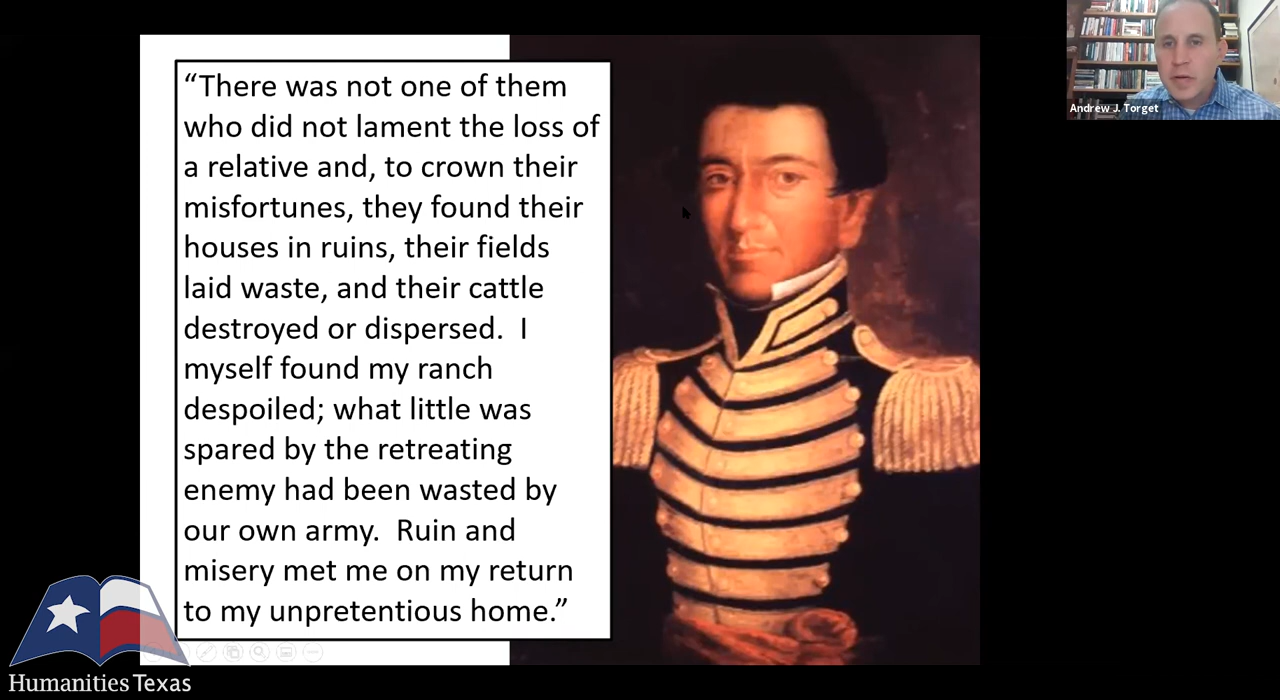 Andrew J. Torget
“There was not one of them
who did not lament the loss of
a relative and, to crown their
misfortunes, they found their
houses in ruins, their fields
laid waste, and their cattle
destroyed or dispersed.  I
myself found my ranch
despoiled; what little was
spared by the retreating
enemy had been wasted by
our own army.  Ruin and
misery met me on my return
to my unpretentious home.”
Humanities Texas